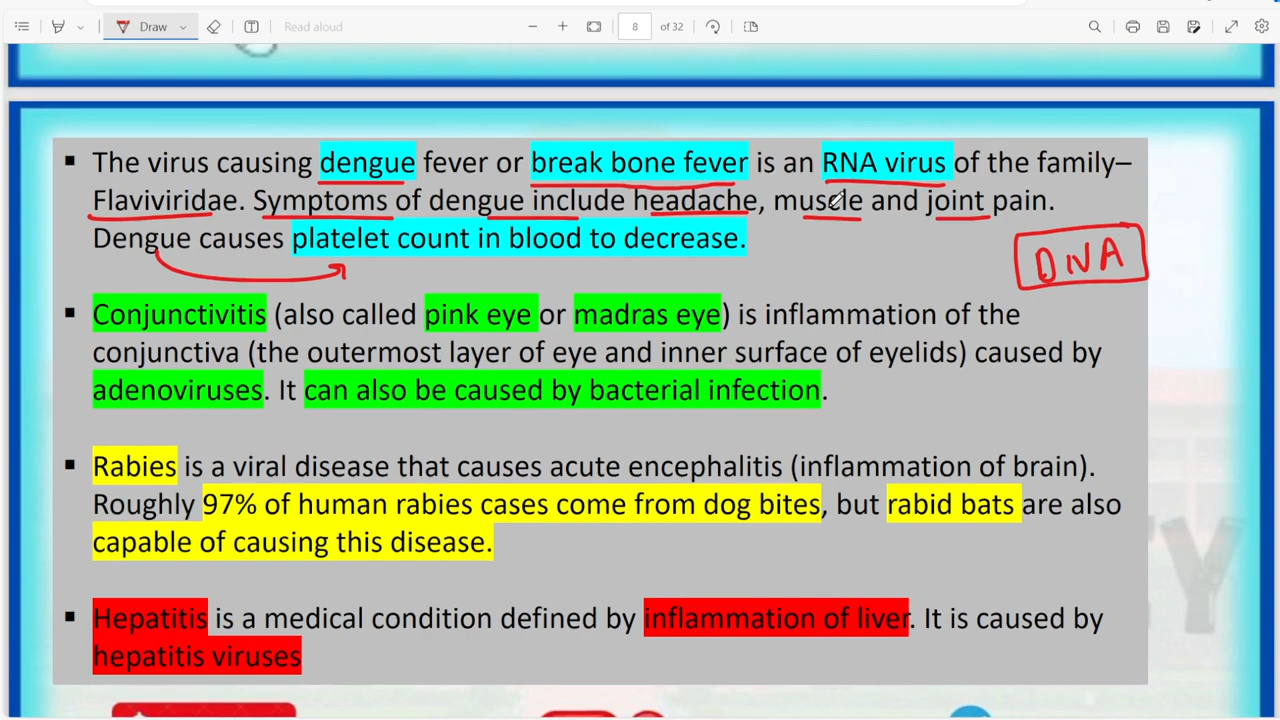 Draw
Read aloud
8 of 32
▪ The virus causing dengue fever or break bone fever is an RNA virus of the family–
Flaviviridae. Symptoms of dengue include headache, muscle and joint pain.
Dengue causes platelet count in blood to decrease.
DNA
▪ Conjunctivitis (also called pink eye or madras eye) is inflammation of the
conjunctiva (the outermost layer of eye and inner surface of eyelids) caused by
adenoviruses. It can also be caused by bacterial infection.
▪ Rabies is a viral disease that causes acute encephalitis (inflammation of brain).
Roughly 97% of human rabies cases come from dog bites, but rabid bats are also
capable of causing this disease.
▪ Hepatitis is a medical condition defined by inflammation of liver. It is caused by
hepatitis viruses